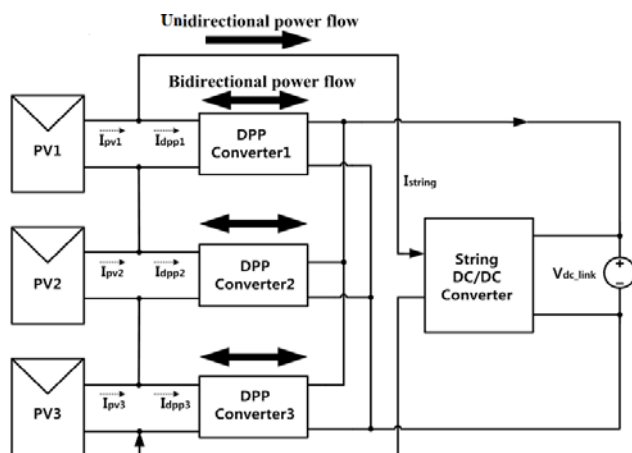 Unidirectional power flow
Bidirectional power flow
PV1
Ipv1
Idpp1
DPP
Converter1
Istring
PV2
Ipv2
Idpp2
DPP
Converter2
String
DC/DC
Converter
Vdc_link
PV3
Ipv3
Idpp3
DPP
Converter3